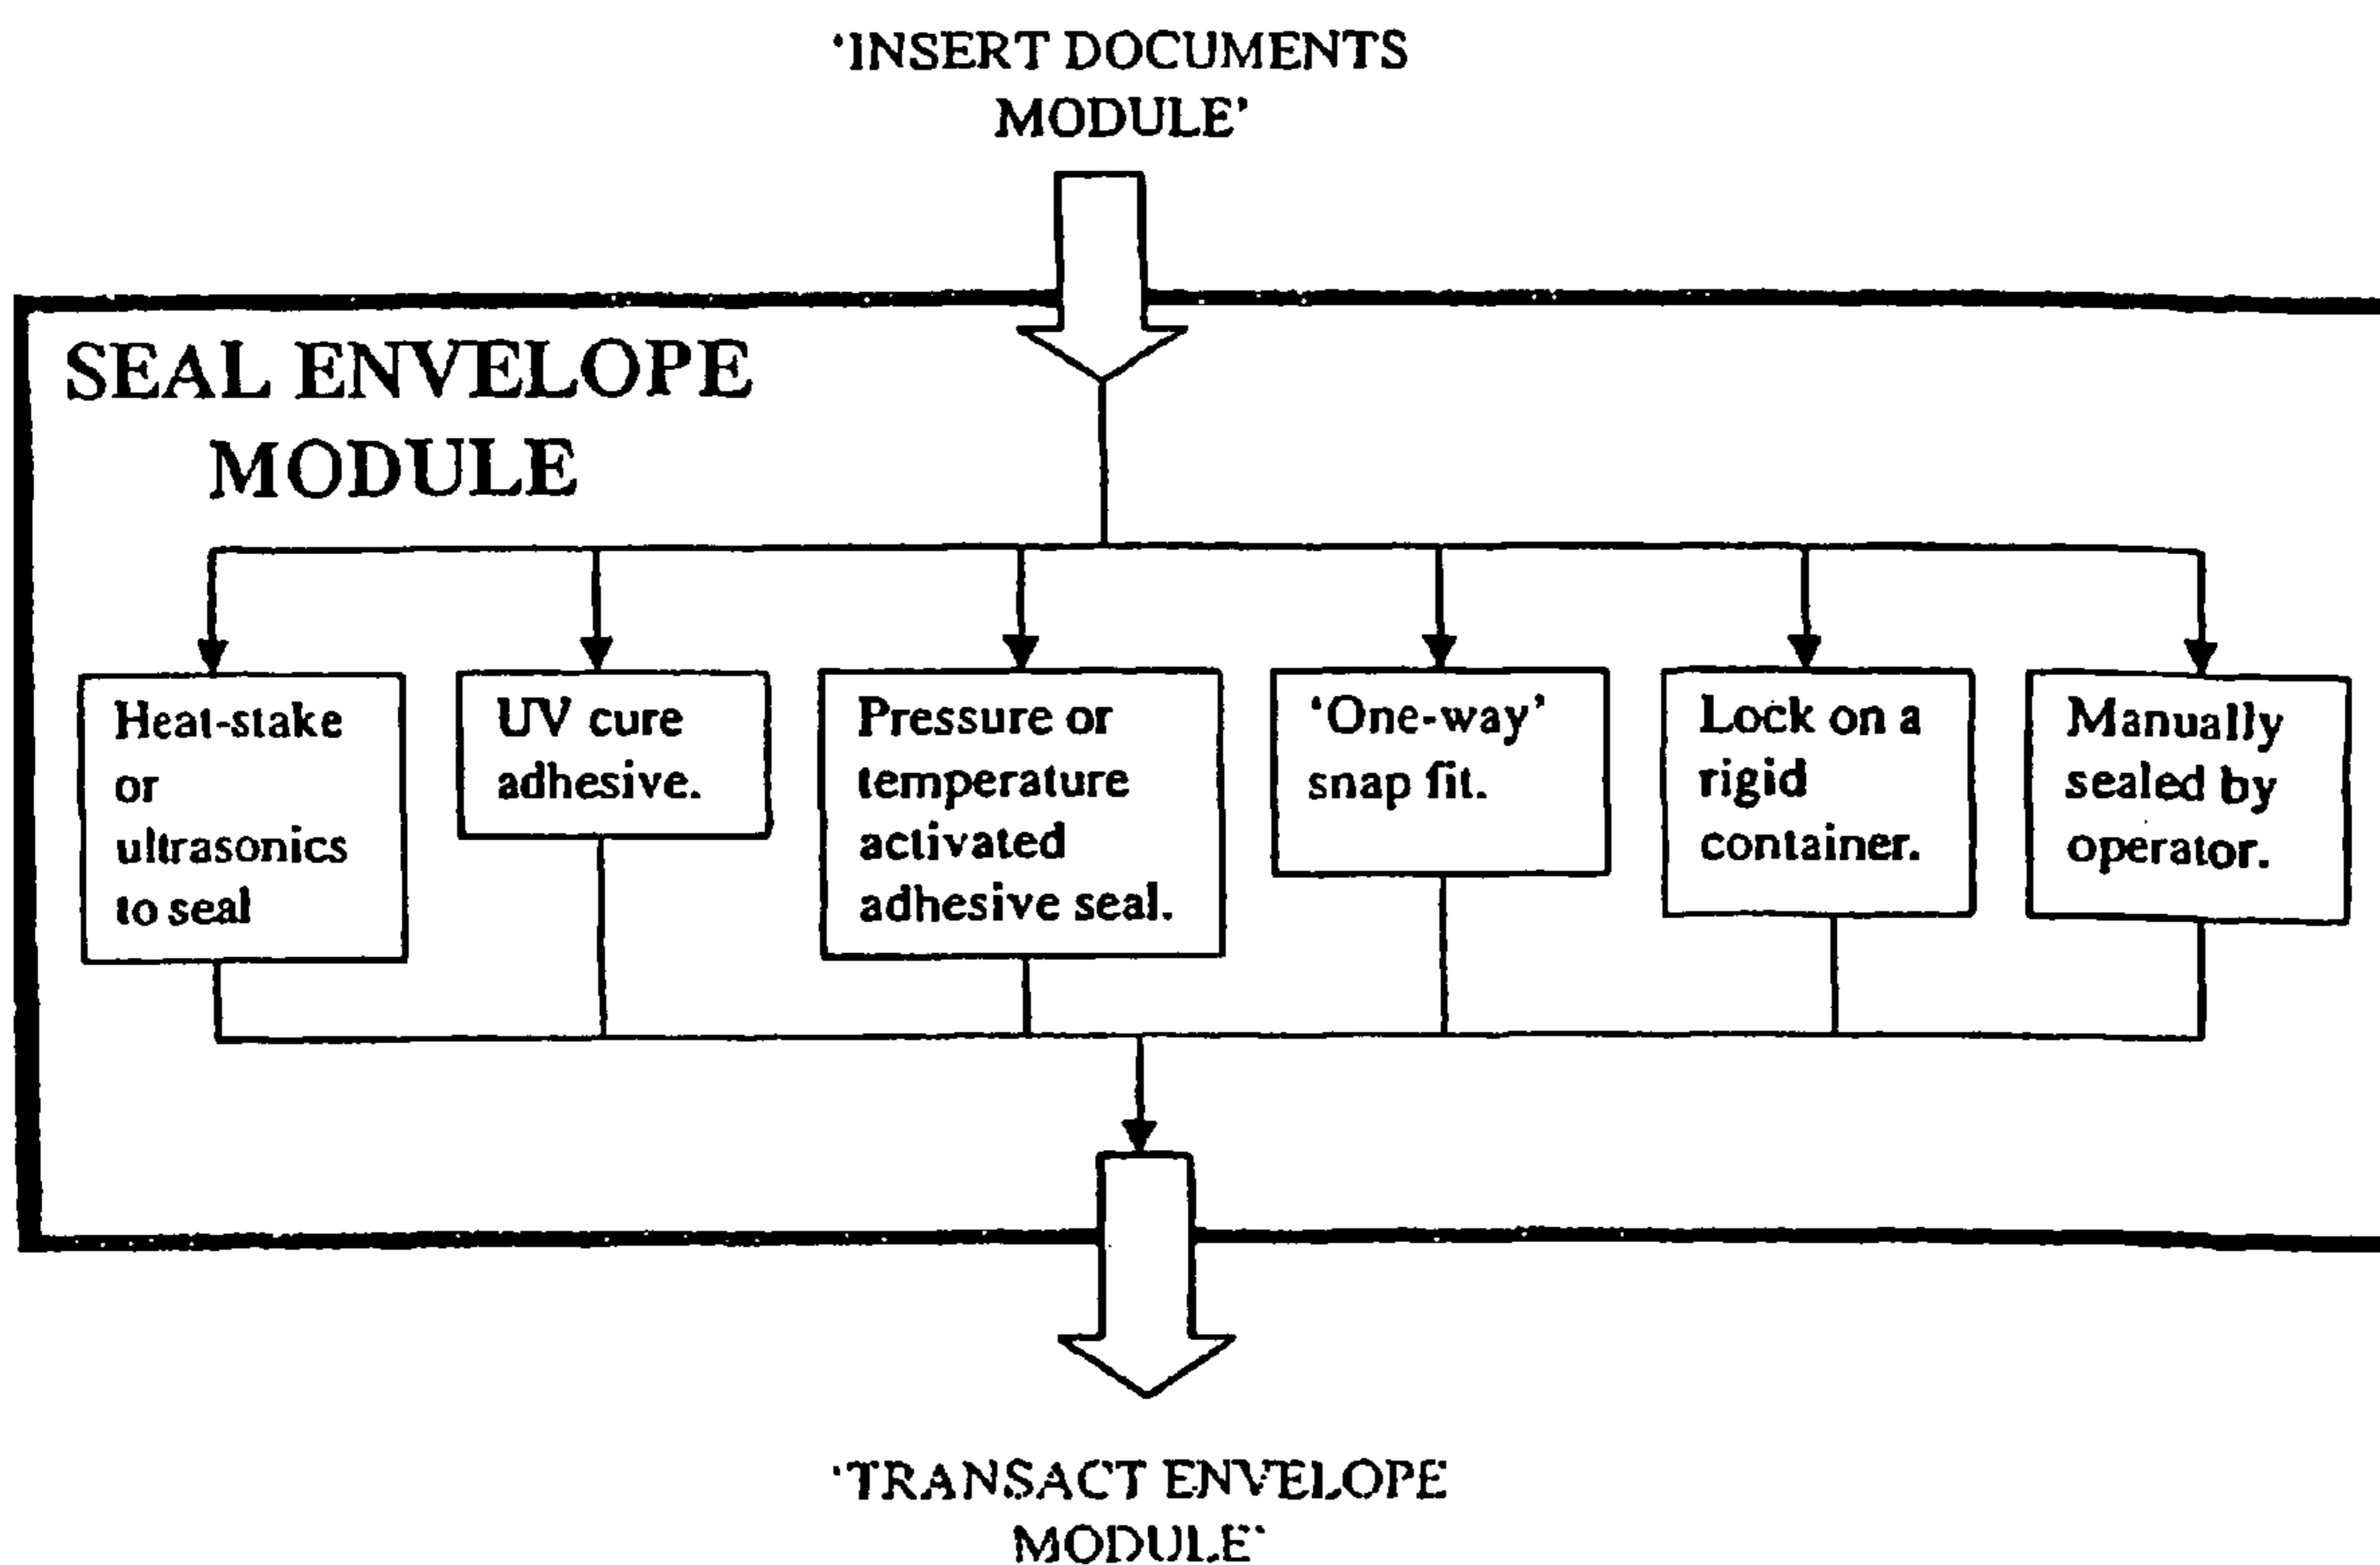 ‘INSERT DOCUMENTS
MODULE’
SEAL ENVELOPE
MODULE
Heat-stake
or
ultrasonics
to seal
UV cure
adhesive.
Pressure or
temperature
activated
adhesive seal.
‘One-way’
snap fit.
Lock on a
rigid
container.
Manually
sealed by
operator.
‘TRANSACT ENVELOPE
MODULE’